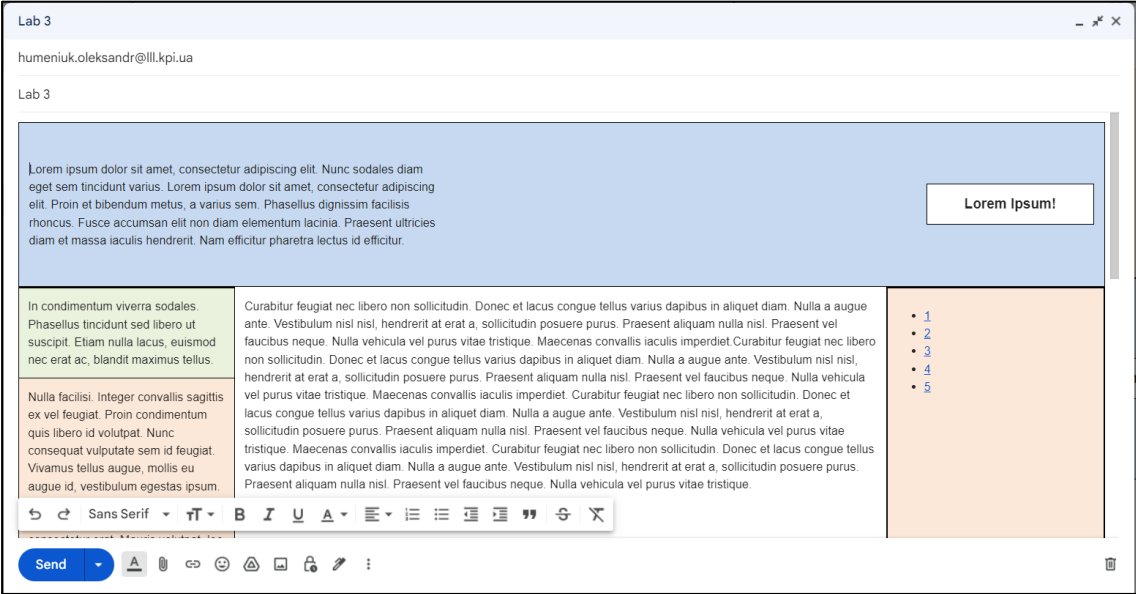 Lab 3
humeniuk.oleksandr@lll.kpi.ua
Lab 3
Lorem ipsum dolor sit amet, consectetur adipiscing elit. Nunc sodales diam
eget sem tincidunt varius. Lorem ipsum dolor sit amet, consectetur adipiscing
elit. Proin et bibendum metus, a varius sem. Phasellus dignissim facilisis
rhoncus. Fusce accumsan elit non diam elementum lacinia. Praesent ultricies
diam et massa iaculis hendrerit. Nam efficitur pharetra lectus id efficitur.
Lorem Ipsum!
In condimentum viverra sodales.
Phasellus tincidunt sed libero ut
suscipit. Etiam nulla lacus, euismod
nec erat ac, blandit maximus tellus.
Nulla facilisi. Integer convallis sagittis
ex vel feugiat. Proin condimentum
quis libero id volutpat. Nunc
consequat vulputate sem id feugiat.
Vivamus tellus augue, mollis eu
augue id, vestibulum egestas ipsum.
Curabitur feugiat nec libero non sollicitudin. Donec et lacus congue tellus varius dapibus in aliquet diam. Nulla a augue
ante. Vestibulum nisl nisl, hendrerit at erat a, sollicitudin posuere purus. Praesent aliquam nulla nisl. Praesent vel
faucibus neque. Nulla vehicula vel purus vitae tristique. Maecenas convallis iaculis imperdiet.Curabitur feugiat nec libero
non sollicitudin. Donec et lacus congue tellus varius dapibus in aliquet diam. Nulla a augue ante. Vestibulum nisl nisl,
hendrerit at erat a, sollicitudin posuere purus. Praesent aliquam nulla nisl. Praesent vel faucibus neque. Nulla vehicula
vel purus vitae tristique. Maecenas convallis iaculis imperdiet. Curabitur feugiat nec libero non sollicitudin. Donec et
lacus congue tellus varius dapibus in aliquet diam. Nulla a augue ante. Vestibulum nisl nisl, hendrerit at erat a,
sollicitudin posuere purus. Praesent aliquam nulla nisl. Praesent vel faucibus neque. Nulla vehicula vel purus vitae
tristique. Maecenas convallis iaculis imperdiet. Curabitur feugiat nec libero non sollicitudin. Donec et lacus congue tellus
varius dapibus in aliquet diam. Nulla a augue ante. Vestibulum nisl nisl, hendrerit at erat a, sollicitudin posuere purus.
Praesent aliquam nulla nisl. Praesent vel faucibus neque. Nulla vehicula vel purus vitae tristique.
1
2
3
4
5
Sans Serif
Send